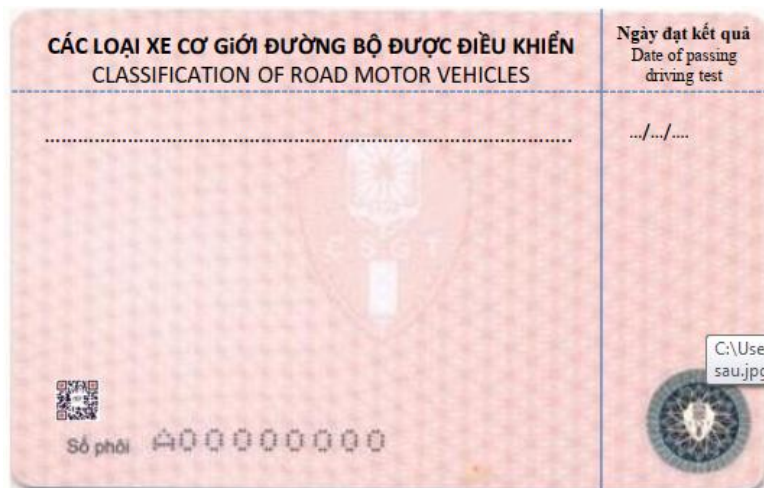 CÁC LOẠI XE CƠ GiỚI ĐƯỜNG BỘ ĐƯỢC ĐIỀU KHIỂN
CLASSIFICATION OF ROAD MOTOR VEHICLES
Ngày đạt kết quả
Date of passing
driving test
...................................................................................
.../.../....
CSGT
C:\Use
sau.jpg
Số phôi A00000000